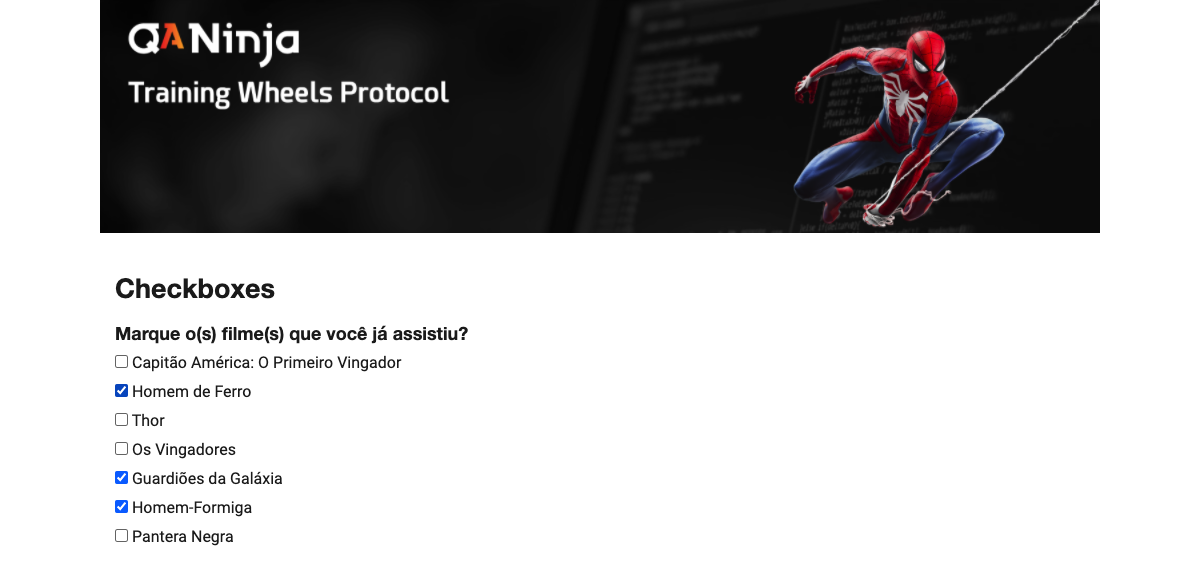 QANinja
Training Wheels Protocol
Checkboxes
Marque o(s) filme(s) que você já assistiu?
Capitão América: O Primeiro Vingador
Homem de Ferro
Thor
Os Vingadores
Guardiões da Galáxia
Homem-Formiga
Pantera Negra